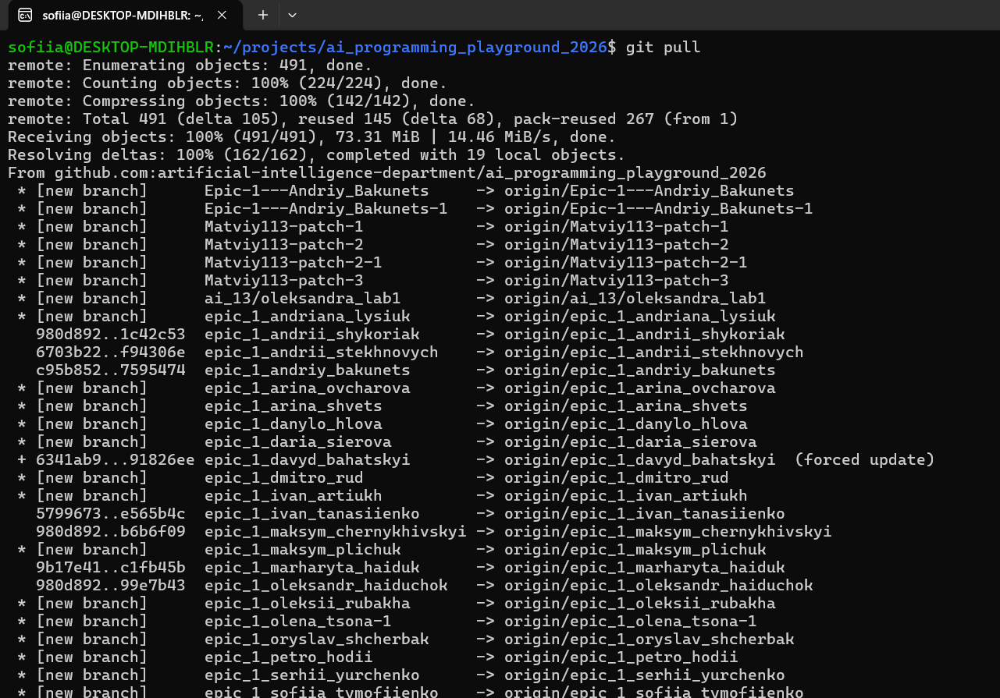 sofiia@DESKTOP-MDIHBLR: ~,
sofiia@DESKTOP-MDIHBLR:~/projects/ai_programming_playground_2026$ git pull
remote: Enumerating objects: 491, done.
remote: Counting objects: 100% (224/224), done.
remote: Compressing objects: 100% (142/142), done.
remote: Total 491 (delta 105), reused 145 (delta 68), pack-reused 267 (from 1)
Receiving objects: 100% (491/491), 73.31 MiB | 14.46 MiB/s, done.
Resolving deltas: 100% (162/162), completed with 19 local objects.
From github.com:artificial-intelligence-department/ai_programming_playground_2026
 * [new branch]      Epic-1---Andriy_Bakunets     -> origin/Epic-1---Andriy_Bakunets
 * [new branch]      Epic-1---Andriy_Bakunets-1   -> origin/Epic-1---Andriy_Bakunets-1
 * [new branch]      Matviy113-patch-1            -> origin/Matviy113-patch-1
 * [new branch]      Matviy113-patch-2            -> origin/Matviy113-patch-2
 * [new branch]      Matviy113-patch-2-1          -> origin/Matviy113-patch-2-1
 * [new branch]      Matviy113-patch-3            -> origin/Matviy113-patch-3
 * [new branch]      ai_13/oleksandra_lab1        -> origin/ai_13/oleksandra_lab1
 * [new branch]      epic_1_andriana_lysiuk       -> origin/epic_1_andriana_lysiuk
   980d892..1c42c53  epic_1_andrii_shykoriak      -> origin/epic_1_andrii_shykoriak
   6703b22..f94306e  epic_1_andrii_stekhnovych    -> origin/epic_1_andrii_stekhnovych
   c95b852..7595474  epic_1_andriy_bakunets       -> origin/epic_1_andriy_bakunets
 * [new branch]      epic_1_arina_ovcharova       -> origin/epic_1_arina_ovcharova
 * [new branch]      epic_1_arina_shvets          -> origin/epic_1_arina_shvets
 * [new branch]      epic_1_danylo_hlova          -> origin/epic_1_danylo_hlova
 * [new branch]      epic_1_daria_sierova         -> origin/epic_1_daria_sierova
 + 6341ab9...91826ee epic_1_davyd_bahatskyi       -> origin/epic_1_davyd_bahatskyi  (forced update)
 * [new branch]      epic_1_dmitro_rud            -> origin/epic_1_dmitro_rud
 * [new branch]      epic_1_ivan_artiukh          -> origin/epic_1_ivan_artiukh
   5799673..e565b4c  epic_1_ivan_tanasiienko      -> origin/epic_1_ivan_tanasiienko
   980d892..b6b6f09  epic_1_maksym_chernykhivskyi -> origin/epic_1_maksym_chernykhivskyi
 * [new branch]      epic_1_maksym_plichuk        -> origin/epic_1_maksym_plichuk
   9b17e41..c1fb45b  epic_1_marharyta_haiduk      -> origin/epic_1_marharyta_haiduk
   980d892..99e7b43  epic_1_oleksandr_haiduchok   -> origin/epic_1_oleksandr_haiduchok
 * [new branch]      epic_1_oleksii_rubakha       -> origin/epic_1_oleksii_rubakha
 * [new branch]      epic_1_olena_tsona-1         -> origin/epic_1_olena_tsona-1
 * [new branch]      epic_1_oryslav_shcherbak     -> origin/epic_1_oryslav_shcherbak
 * [new branch]      epic_1_petro_hodii           -> origin/epic_1_petro_hodii
 * [new branch]      epic_1_serhii_yurchenko      -> origin/epic_1_serhii_yurchenko
 * [new branch]      epic_1_sofiia_tymofiienko    -> origin/epic_1_sofiia_tymofiienko